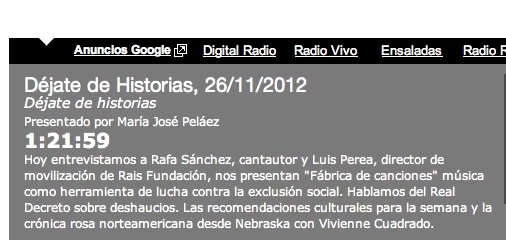 Anuncios Google Digital Radio Radio Vivo Ensaladas Radio R
Déjate de Historias, 26/11/2012
Déjate de historias
Presentado por María José Peláez
1:21:59
Hoy entrevistamos a Rafa Sánchez, cantautor y Luis Perea, director de
movilización de Rais Fundación, nos presentan "Fábrica de canciones" música
como herramienta de lucha contra la exclusión social. Hablamos del Real
Decreto sobre deshaucios. Las recomendaciones culturales para la semana y la
crónica rosa norteamericana desde Nebraska con Vivienne Cuadrado.